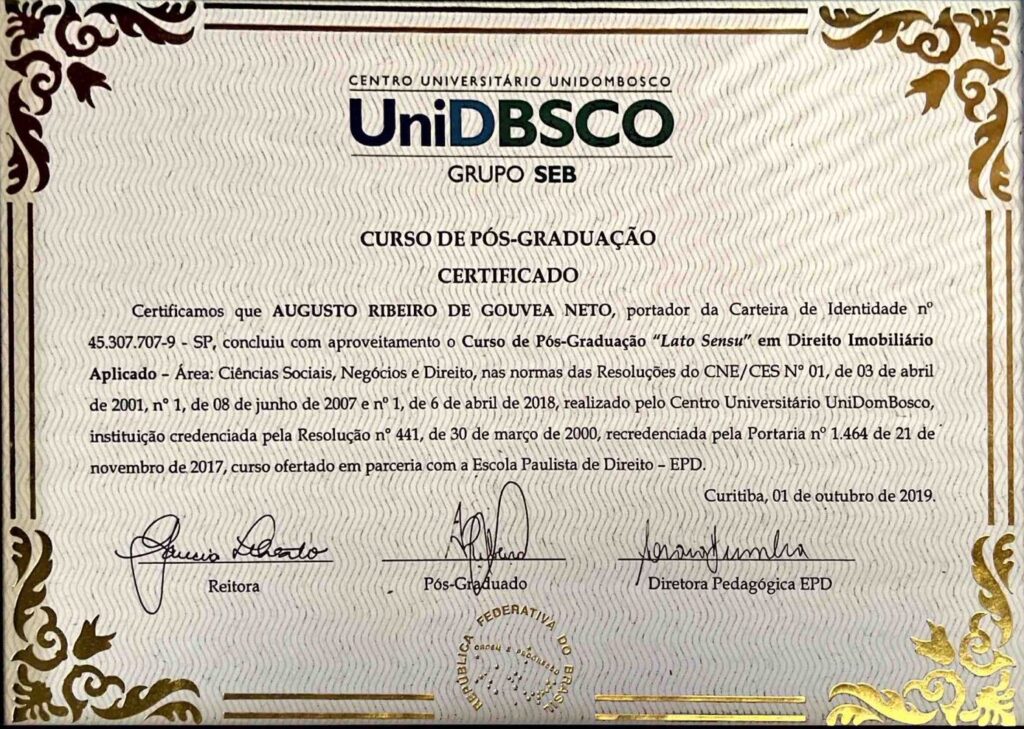 CENTRO UNIVERSITÁRIO UNIDOMBOSCO
UniDBSCO
GRUPO SEB
CURSO DE PÓS-GRADUAÇÃO
CERTIFICADO
Certificamos que AUGUSTO RIBEIRO DE GOUVEA NETO, portador da Carteira de Identidade nº
45.307.707-9 - SP, concluiu com aproveitamento o Curso de Pós-Graduação “Lato Sensu” em Direito Imobiliário
Aplicado – Área: Ciências Sociais, Negócios e Direito, nas normas das Resoluções do CNE/CES Nº 01, de 03 de abril
de 2001, nº 1, de 08 de junho de 2007 e nº 1, de 6 de abril de 2018, realizado pelo Centro Universitário UniDomBosco,
instituição credenciada pela Resolução nº 441, de 30 de março de 2000, recredenciada pela Portaria nº 1.464 de 21 de
novembro de 2017, curso ofertado em parceria com a Escola Paulista de Direito – EPD.
Curitiba, 01 de outubro de 2019.
Reitora
Pós-Graduado
Diretora Pedagógica EPD
REPÚBLICA FEDERATIVA DO BRASIL
ORDEM E PROGRESSO